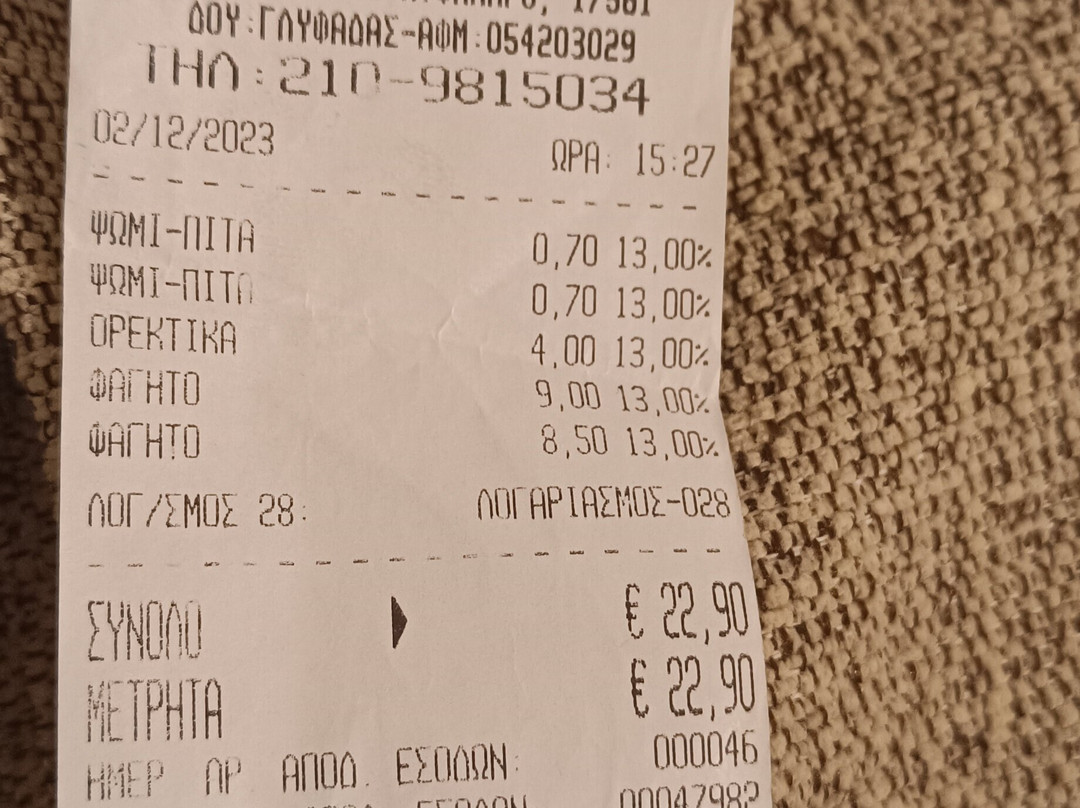 17561
ΔΟΥ:ΓΛΥΦΑΔΑΣ-ΑΦΜ:054203029
ΤΗΛ:210-9815034
02/12/2023 ΩΡΑ: 15:27
ΨΩΜΙ-ΠΙΤΑ 0,70 13,00%
ΨΩΜΙ-ΠΙΤΑ 0,70 13,00%
ΟΡΕΚΤΙΚΑ 4,00 13,00%
ΦΑΓΗΤΟ 9,00 13,00%
ΦΑΓΗΤΟ 8,50 13,00%
ΛΟΓ/ΣΜΟΣ 28: ΛΟΓΑΡΙΑΣΜΟΣ-028
ΣΥΝΟΛΟ € 22,90
ΜΕΤΡΗΤΑ € 22,90
ΗΜΕΡ ΑΡ ΑΠΟΔ. ΕΣΟΔΩΝ: 000046
00047982